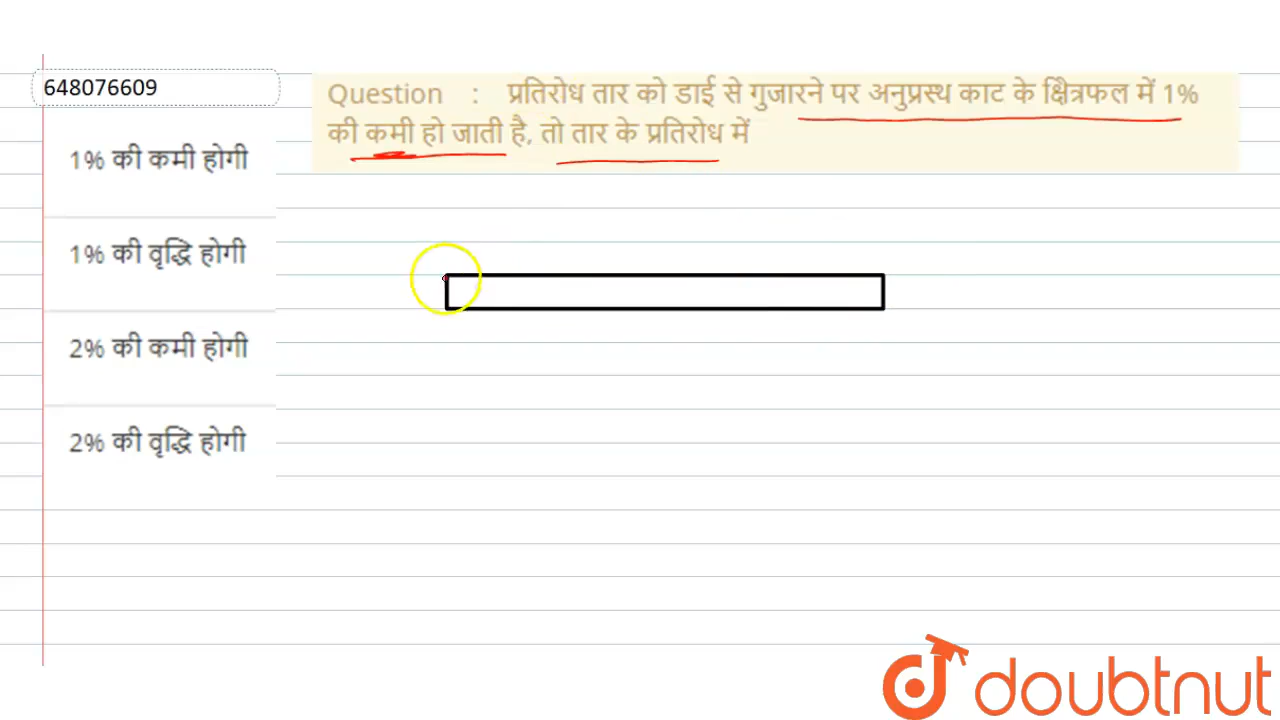 648076609
Question : प्रतिरोध तार को डाई से गुजारने पर अनुप्रस्थ काट के क्षेित्रफल में 1%
की कमी हो जाती है, तो तार के प्रतिरोध में
1% की कमी होगी
1% की वृद्धि होगी
2% की कमी होगी
2% की वृद्धि होगी
doubtnut